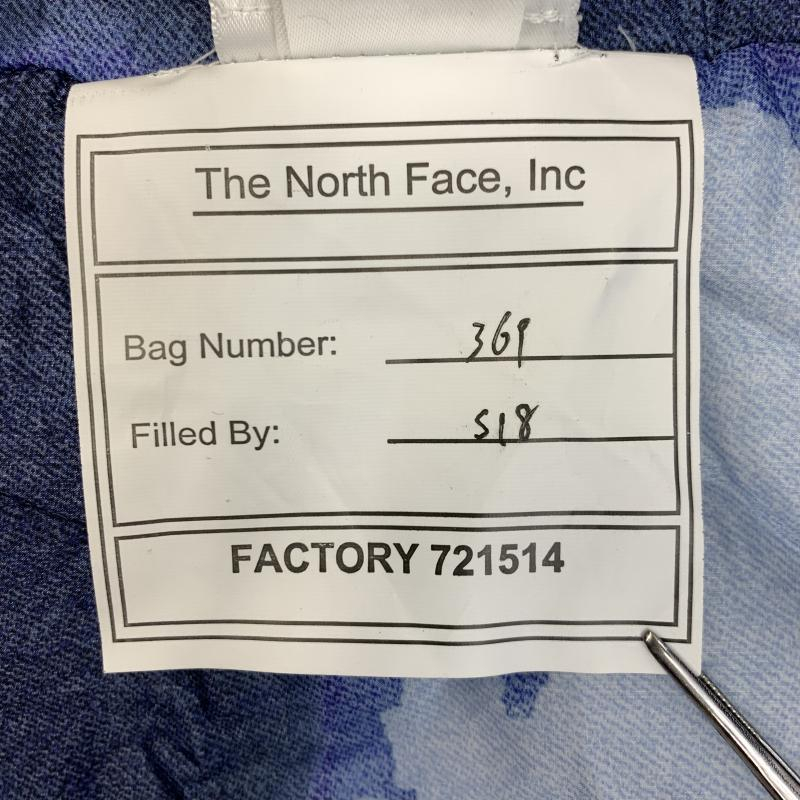 The North Face, Inc
Bag Number: 369
Filled By: S18
FACTORY 721514